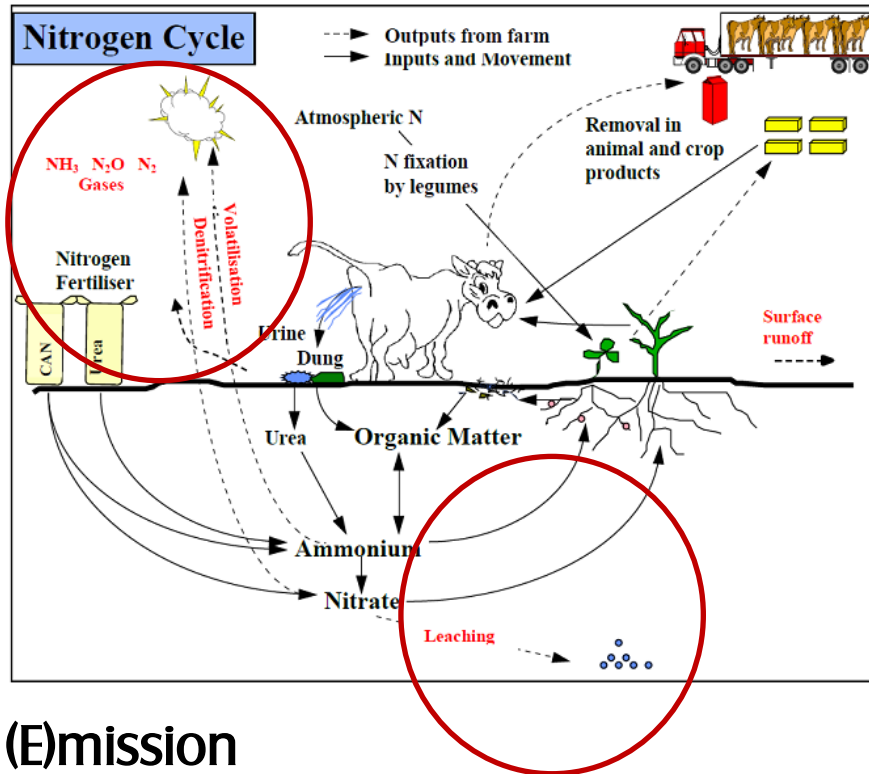 Nitrogen Cycle
Outputs from farm
Inputs and Movement
Atmospheric N
N fixation
by legumes
Removal in
animal and crop
products
NH₃ N₂O N₂
Gases
Volatilisation
Denitrification
Nitrogen
Fertiliser
CAN
Urea
Urine
Dung
Surface
runoff
Urea
Organic Matter
Ammonium
Nitrate
Leaching
(E)mission